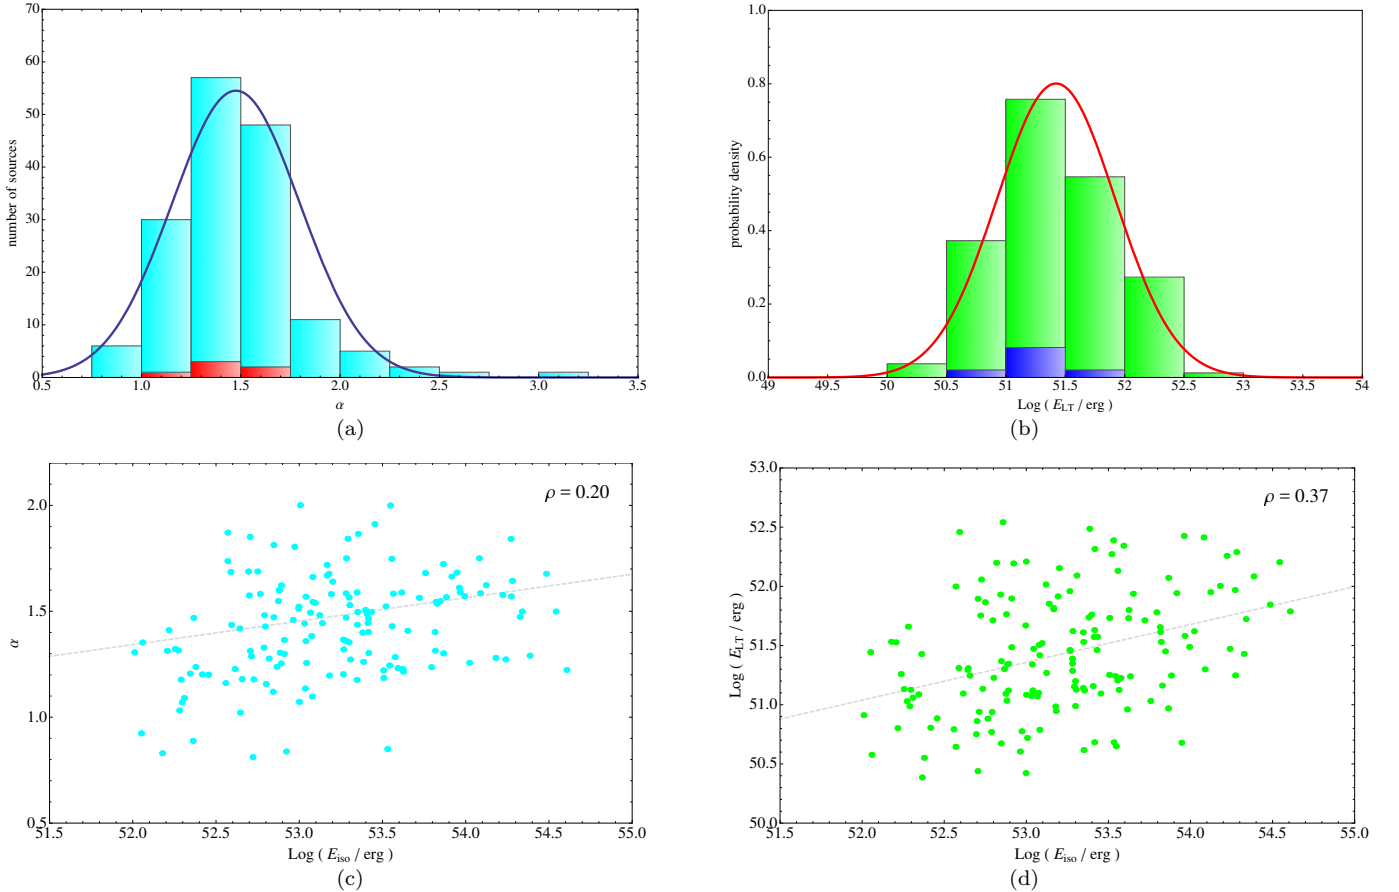 70
60
50
40
30
20
10
0
number of sources
0.5 1.0 1.5 2.0 2.5 3.0 3.5
α
(a)
1.0
0.8
0.6
0.4
0.2
0.0
probability density
49 49.5 50 50.5 51 51.5 52 52.5 53 53.5 54
Log ( E_LT / erg )
(b)
ρ = 0.20
2.0
1.5
1.0
0.5
α
51.5 52.0 52.5 53.0 53.5 54.0 54.5 55.0
Log ( E_iso / erg )
(c)
ρ = 0.37
53.0
52.5
52.0
51.5
51.0
50.5
50.0
Log ( E_LT / erg )
51.5 52.0 52.5 53.0 53.5 54.0 54.5 55.0
Log ( E_iso / erg )
(d)